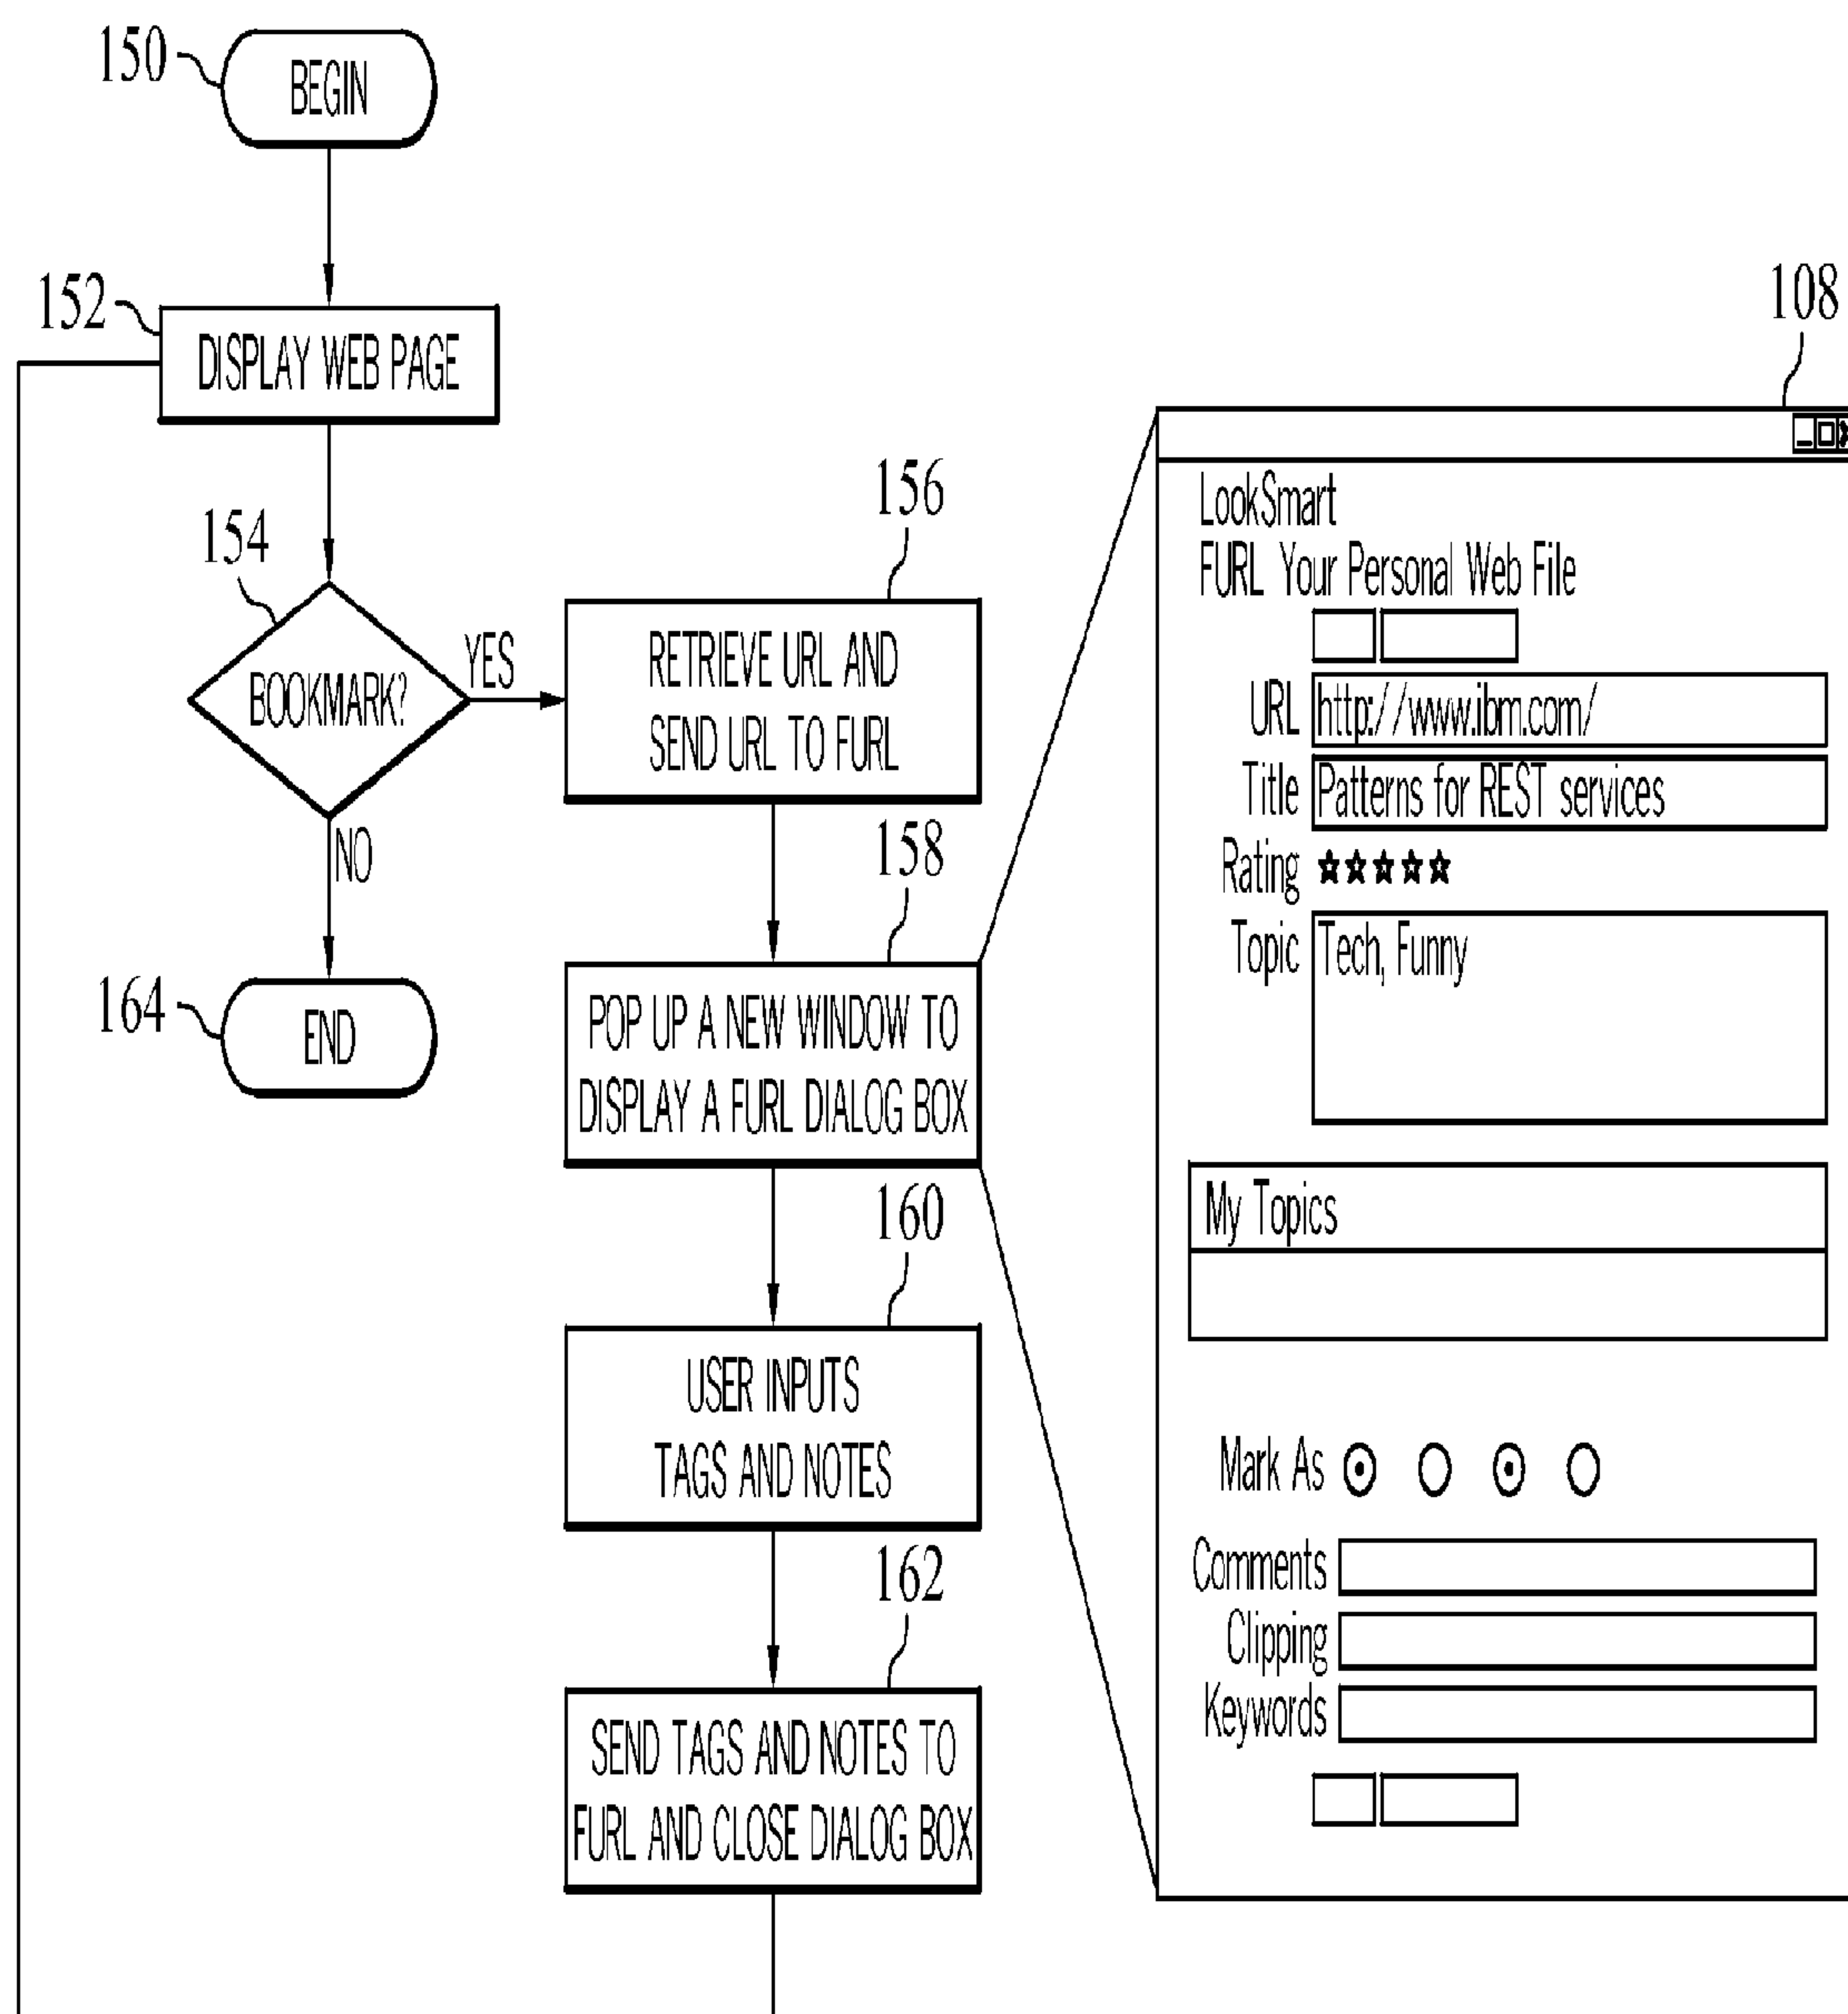 150
BEGIN
152
DISPLAY WEB PAGE
108
154
BOOKMARK?
YES
NO
156
RETRIEVE URL AND
SEND URL TO FURL
158
POP UP A NEW WINDOW TO
DISPLAY A FURL DIALOG BOX
164
END
160
USER INPUTS
TAGS AND NOTES
162
SEND TAGS AND NOTES TO
FURL AND CLOSE DIALOG BOX
LookSmart
FURL Your Personal Web File
URL http://www.ibm.com/
Title Patterns for REST services
Rating ☆☆☆☆☆
Topic Tech, Funny
My Topics
Mark As
Comments
Clipping
Keywords